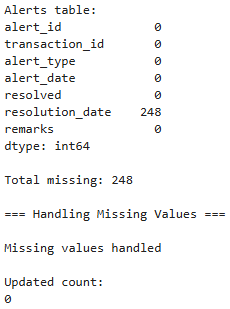 Alerts table:
alert_id              0
transaction_id        0
alert_type            0
alert_date            0
resolved              0
resolution_date     248
remarks               0
dtype: int64

Total missing: 248

=== Handling Missing Values ===

Missing values handled

Updated count:
0